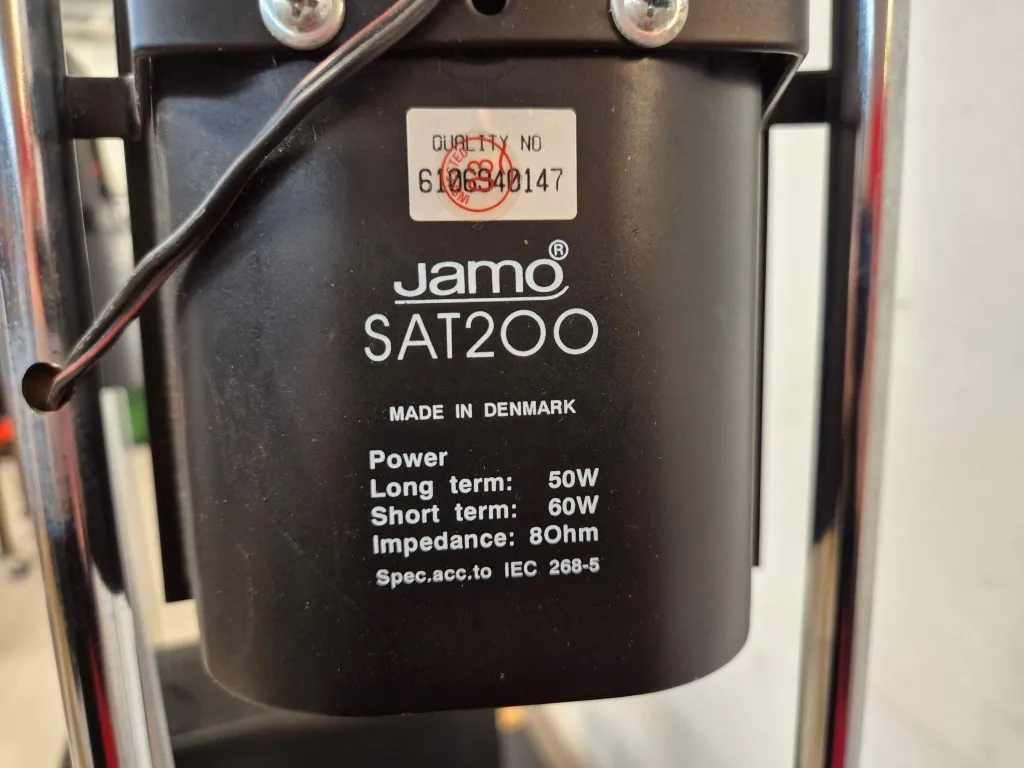 QUALITY NO
6106940147
Jamo®
SAT200
MADE IN DENMARK
Power
Long term: 50W
Short term: 60W
Impedance: 8Ohm
Spec.acc.to IEC 268-5